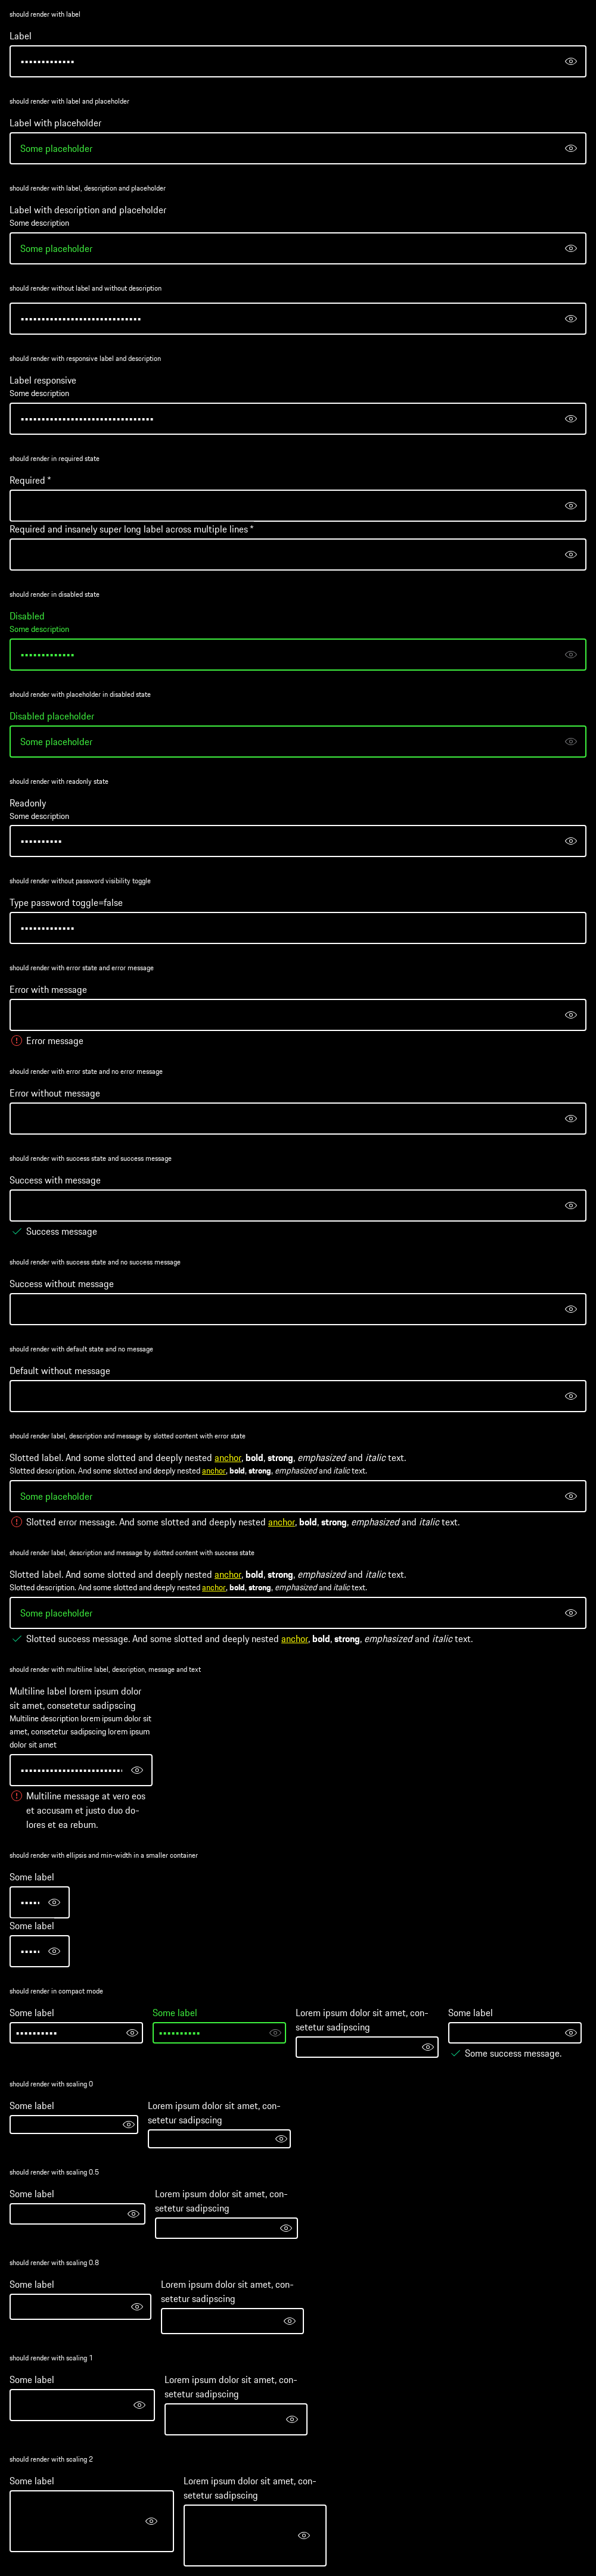 should render with label
Label
•••••••••••••
should render with label and placeholder
Label with placeholder
Some placeholder
should render with label, description and placeholder
Label with description and placeholder
Some description
Some placeholder
should render without label and without description
•••••••••••••••••••••••••••••
should render with responsive label and description
Label responsive
Some description
••••••••••••••••••••••••••••••••
should render in required state
Required *
Required and insanely super long label across multiple lines *
should render in disabled state
Disabled
Some description
•••••••••••••
should render with placeholder in disabled state
Disabled placeholder
Some placeholder
should render with readonly state
Readonly
Some description
••••••••••
should render without password visibility toggle
Type password toggle=false
•••••••••••••
should render with error state and error message
Error with message
Error message
should render with error state and no error message
Error without message
should render with success state and success message
Success with message
Success message
should render with success state and no success message
Success without message
should render with default state and no message
Default without message
should render label, description and message by slotted content with error state
Slotted label. And some slotted and deeply nested anchor, bold, strong, emphasized and italic text.
Slotted description. And some slotted and deeply nested anchor, bold, strong, emphasized and italic text.
Some placeholder
Slotted error message. And some slotted and deeply nested anchor, bold, strong, emphasized and italic text.
should render label, description and message by slotted content with success state
Slotted label. And some slotted and deeply nested anchor, bold, strong, emphasized and italic text.
Slotted description. And some slotted and deeply nested anchor, bold, strong, emphasized and italic text.
Some placeholder
Slotted success message. And some slotted and deeply nested anchor, bold, strong, emphasized and italic text.
should render with multiline label, description, message and text
Multiline label lorem ipsum dolor
sit amet, consetetur sadipscing
Multiline description lorem ipsum dolor sit
amet, consetetur sadipscing lorem ipsum
dolor sit amet
•••••••••••••••••••••••••
Multiline message at vero eos
et accusam et justo duo do-
lores et ea rebum.
should render with ellipsis and min-width in a smaller container
Some label
•••••
Some label
•••••
should render in compact mode
Some label
••••••••••
Some label
••••••••••
Lorem ipsum dolor sit amet, con-
setetur sadipscing
Some label
Some success message.
should render with scaling 0
Some label
Lorem ipsum dolor sit amet, con-
setetur sadipscing
should render with scaling 0.5
Some label
Lorem ipsum dolor sit amet, con-
setetur sadipscing
should render with scaling 0.8
Some label
Lorem ipsum dolor sit amet, con-
setetur sadipscing
should render with scaling 1
Some label
Lorem ipsum dolor sit amet, con-
setetur sadipscing
should render with scaling 2
Some label
Lorem ipsum dolor sit amet, con-
setetur sadipscing